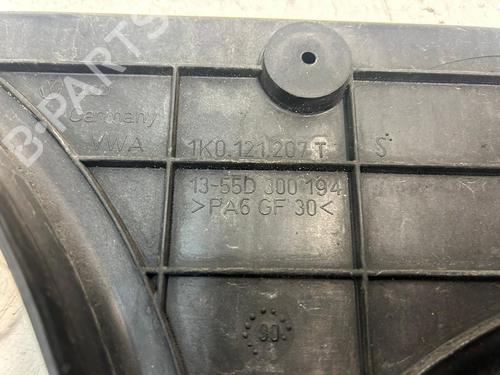 Germany
VWA
1K0.121.207 T S
13-55D 300 194
>PA6 GF 30<
B-PARTS